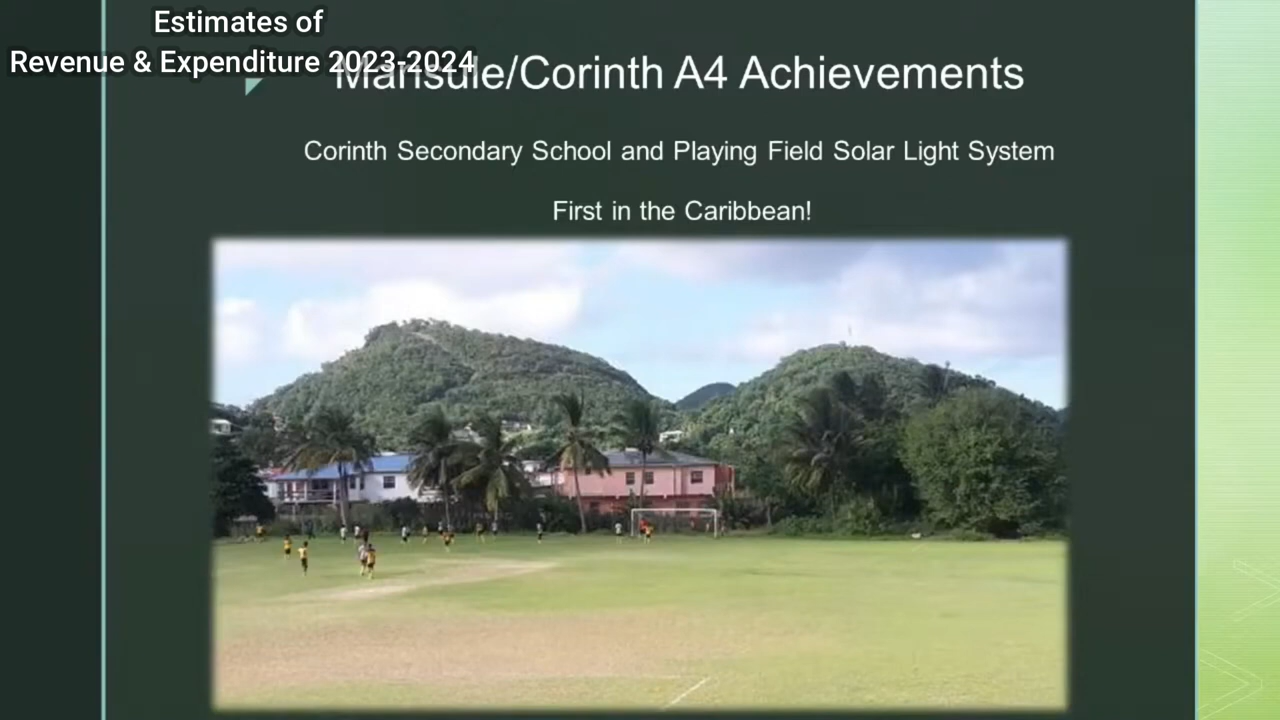 Estimates of
Revenue & Expenditure 2023-2024
Marisule/Corinth A4 Achievements
Corinth Secondary School and Playing Field Solar Light System
First in the Caribbean!